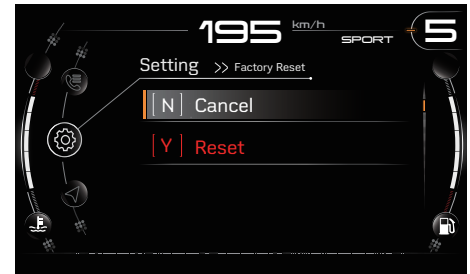 195 km/h SPORT 5
Setting >> Factory Reset
[ N ] Cancel
[ Y ] Reset